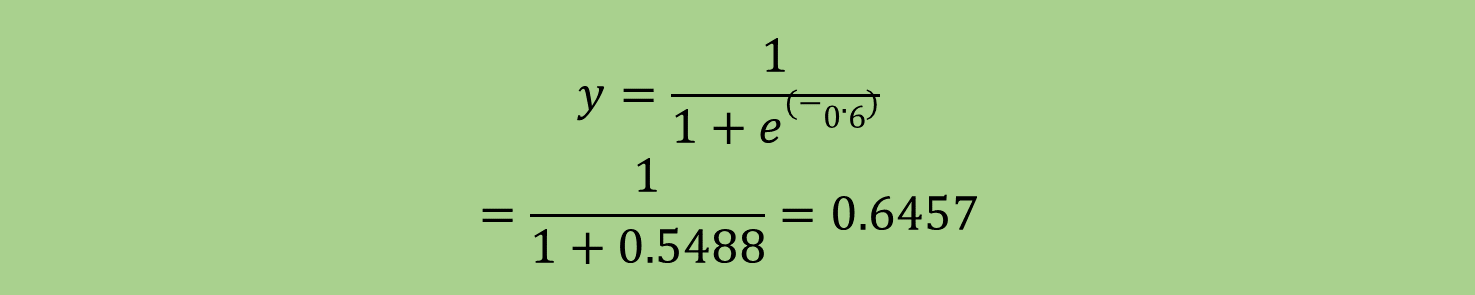 y = 1 / 1 + e^(−0·6)
= 1 / 1 + 0.5488 = 0.6457